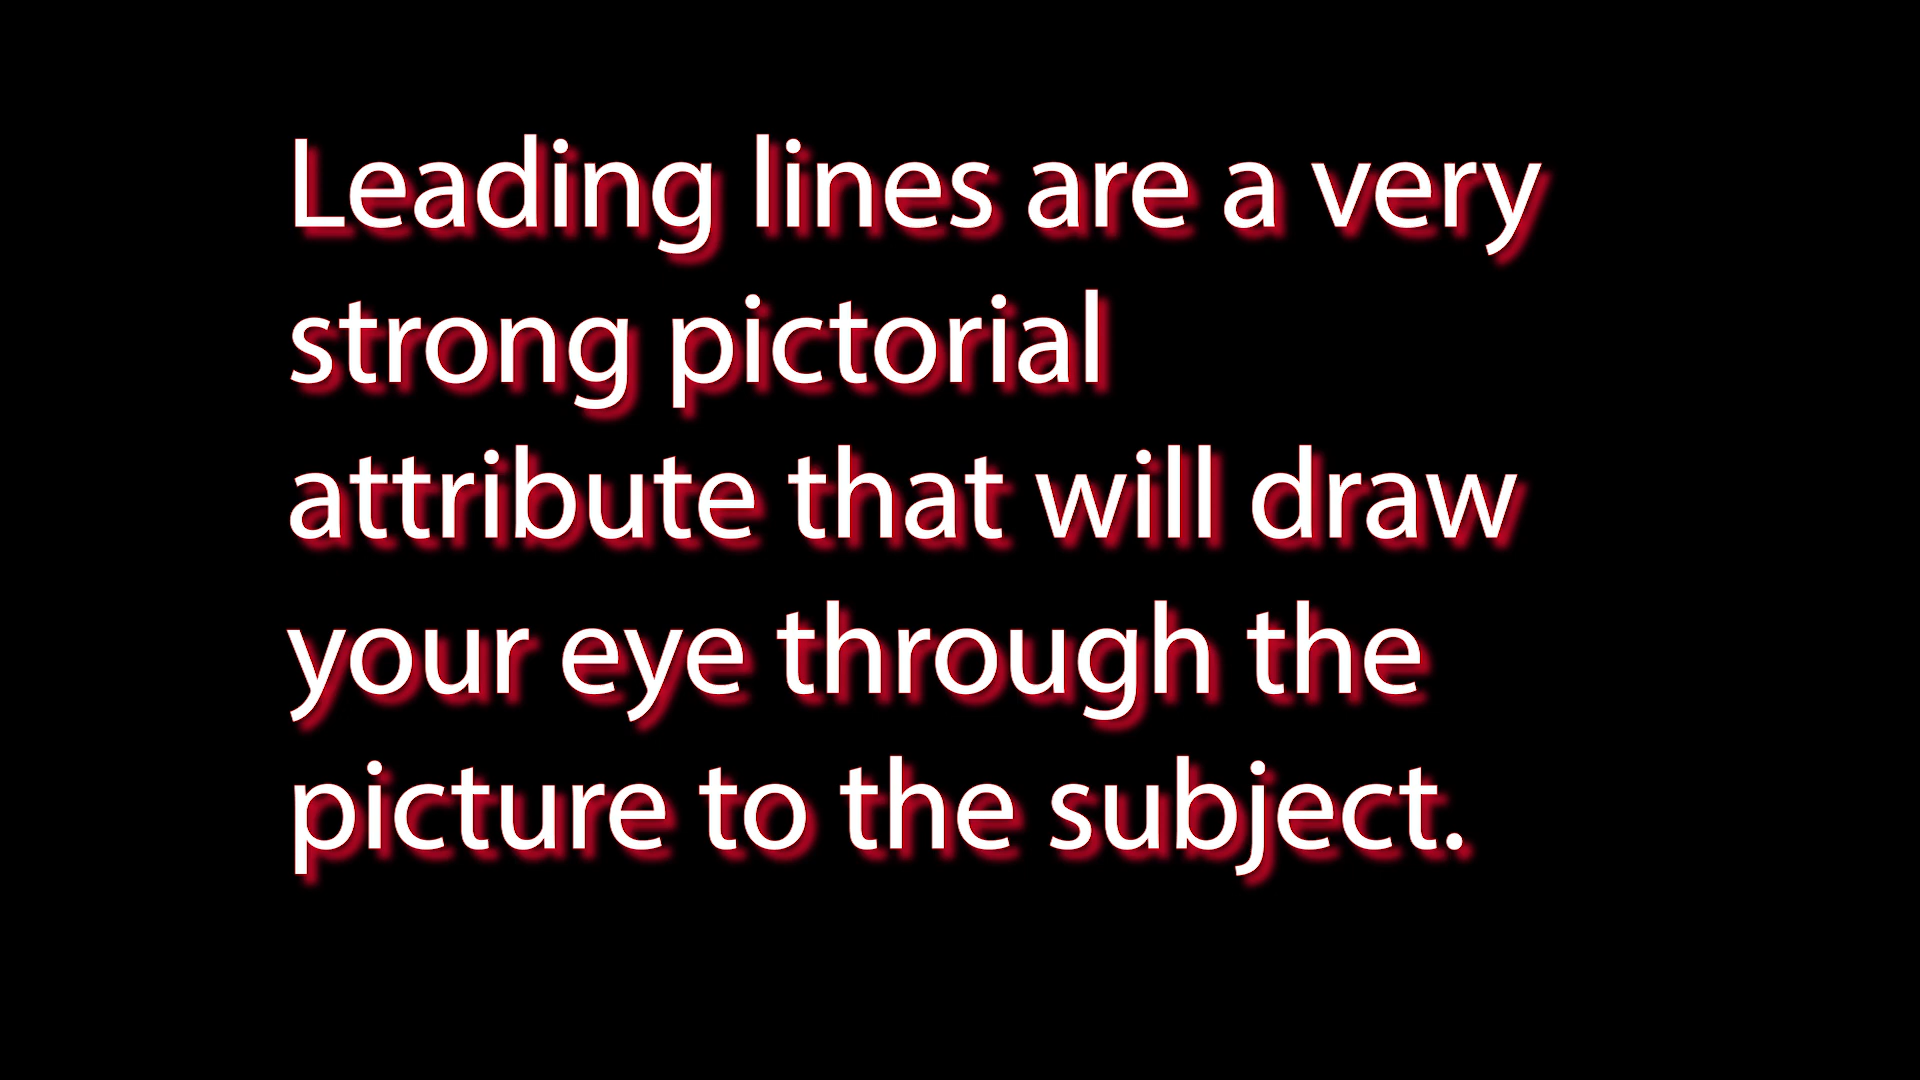 Leading lines are a very
strong pictorial
attribute that will draw
your eye through the
picture to the subject.